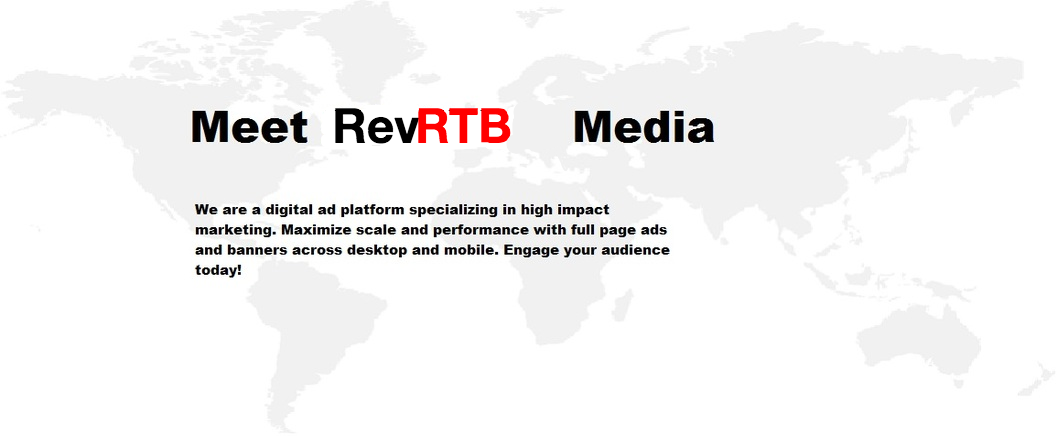 Meet RevRTB Media
We are a digital ad platform specializing in high impact
marketing. Maximize scale and performance with full page ads
and banners across desktop and mobile. Engage your audience
today!